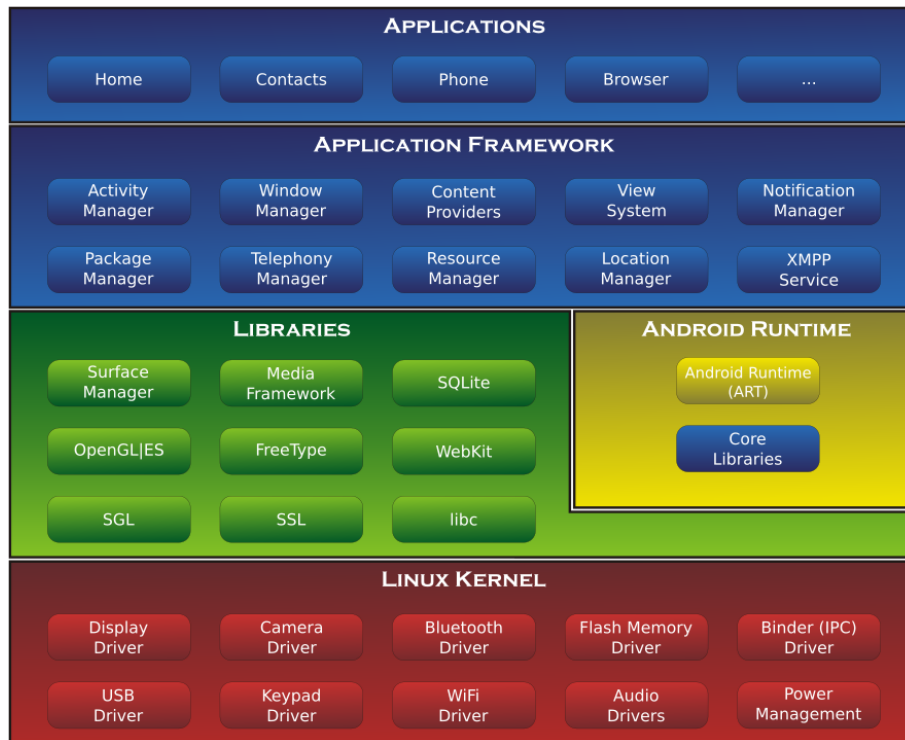 APPLICATIONS
Home
Contacts
Phone
Browser
...
APPLICATION FRAMEWORK
Activity
Manager
Window
Manager
Content
Providers
View
System
Notification
Manager
Package
Manager
Telephony
Manager
Resource
Manager
Location
Manager
XMPP
Service
LIBRARIES
Surface
Manager
Media
Framework
SQLite
OpenGL|ES
FreeType
WebKit
SGL
SSL
libc
ANDROID RUNTIME
Android Runtime
(ART)
Core
Libraries
LINUX KERNEL
Display
Driver
Camera
Driver
Bluetooth
Driver
Flash Memory
Driver
Binder (IPC)
Driver
USB
Driver
Keypad
Driver
WiFi
Driver
Audio
Drivers
Power
Management